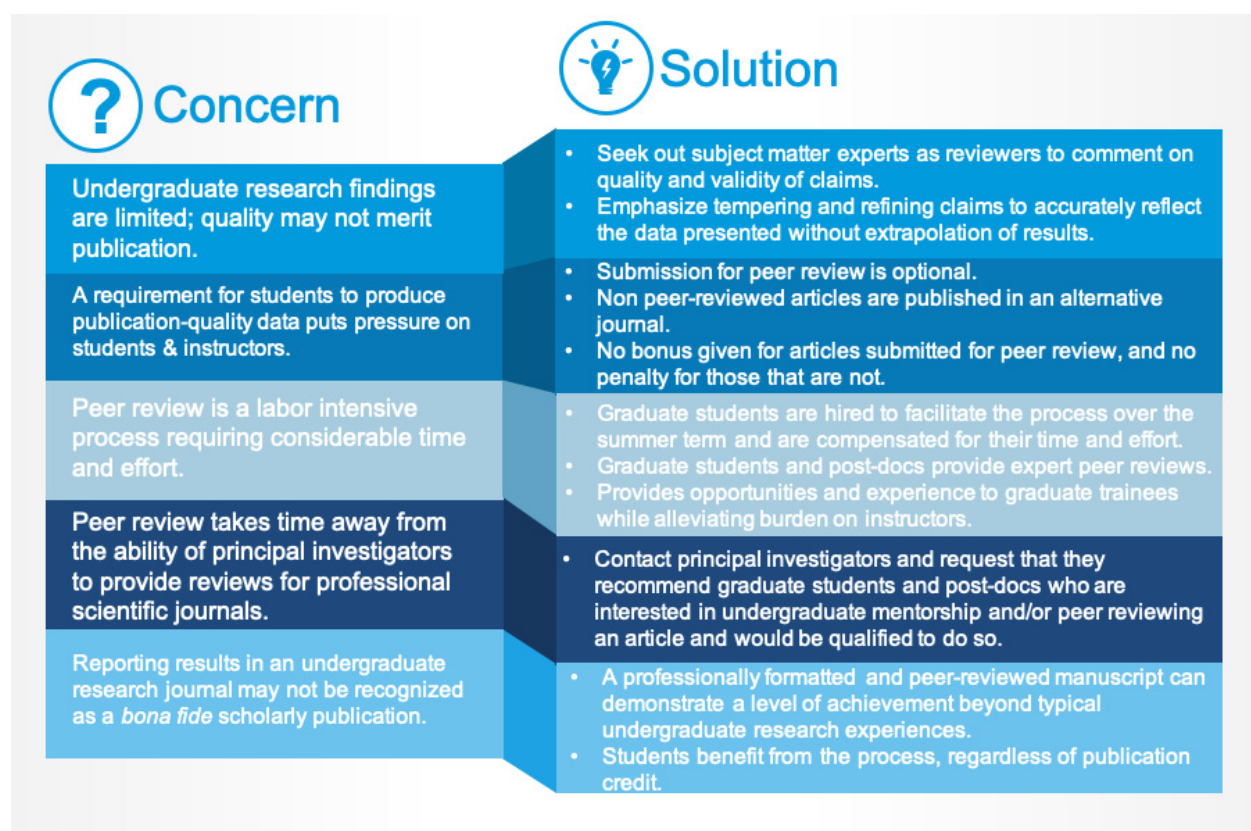 ?
Concern
Solution
Undergraduate research findings
are limited; quality may not merit
publication.
• Seek out subject matter experts as reviewers to comment on
quality and validity of claims.
• Emphasize tempering and refining claims to accurately reflect
the data presented without extrapolation of results.
A requirement for students to produce
publication-quality data puts pressure on
students & instructors.
• Submission for peer review is optional.
• Non peer-reviewed articles are published in an alternative
journal.
• No bonus given for articles submitted for peer review, and no
penalty for those that are not.
Peer review is a labor intensive
process requiring considerable time
and effort.
• Graduate students are hired to facilitate the process over the
summer term and are compensated for their time and effort.
• Graduate students and post-docs provide expert peer reviews.
• Provides opportunities and experience to graduate trainees
while alleviating burden on instructors.
Peer review takes time away from
the ability of principal investigators
to provide reviews for professional
scientific journals.
• Contact principal investigators and request that they
recommend graduate students and post-docs who are
interested in undergraduate mentorship and/or peer reviewing
an article and would be qualified to do so.
Reporting results in an undergraduate
research journal may not be recognized
as a bona fide scholarly publication.
• A professionally formatted and peer-reviewed manuscript can
demonstrate a level of achievement beyond typical
undergraduate research experiences.
• Students benefit from the process, regardless of publication
credit.